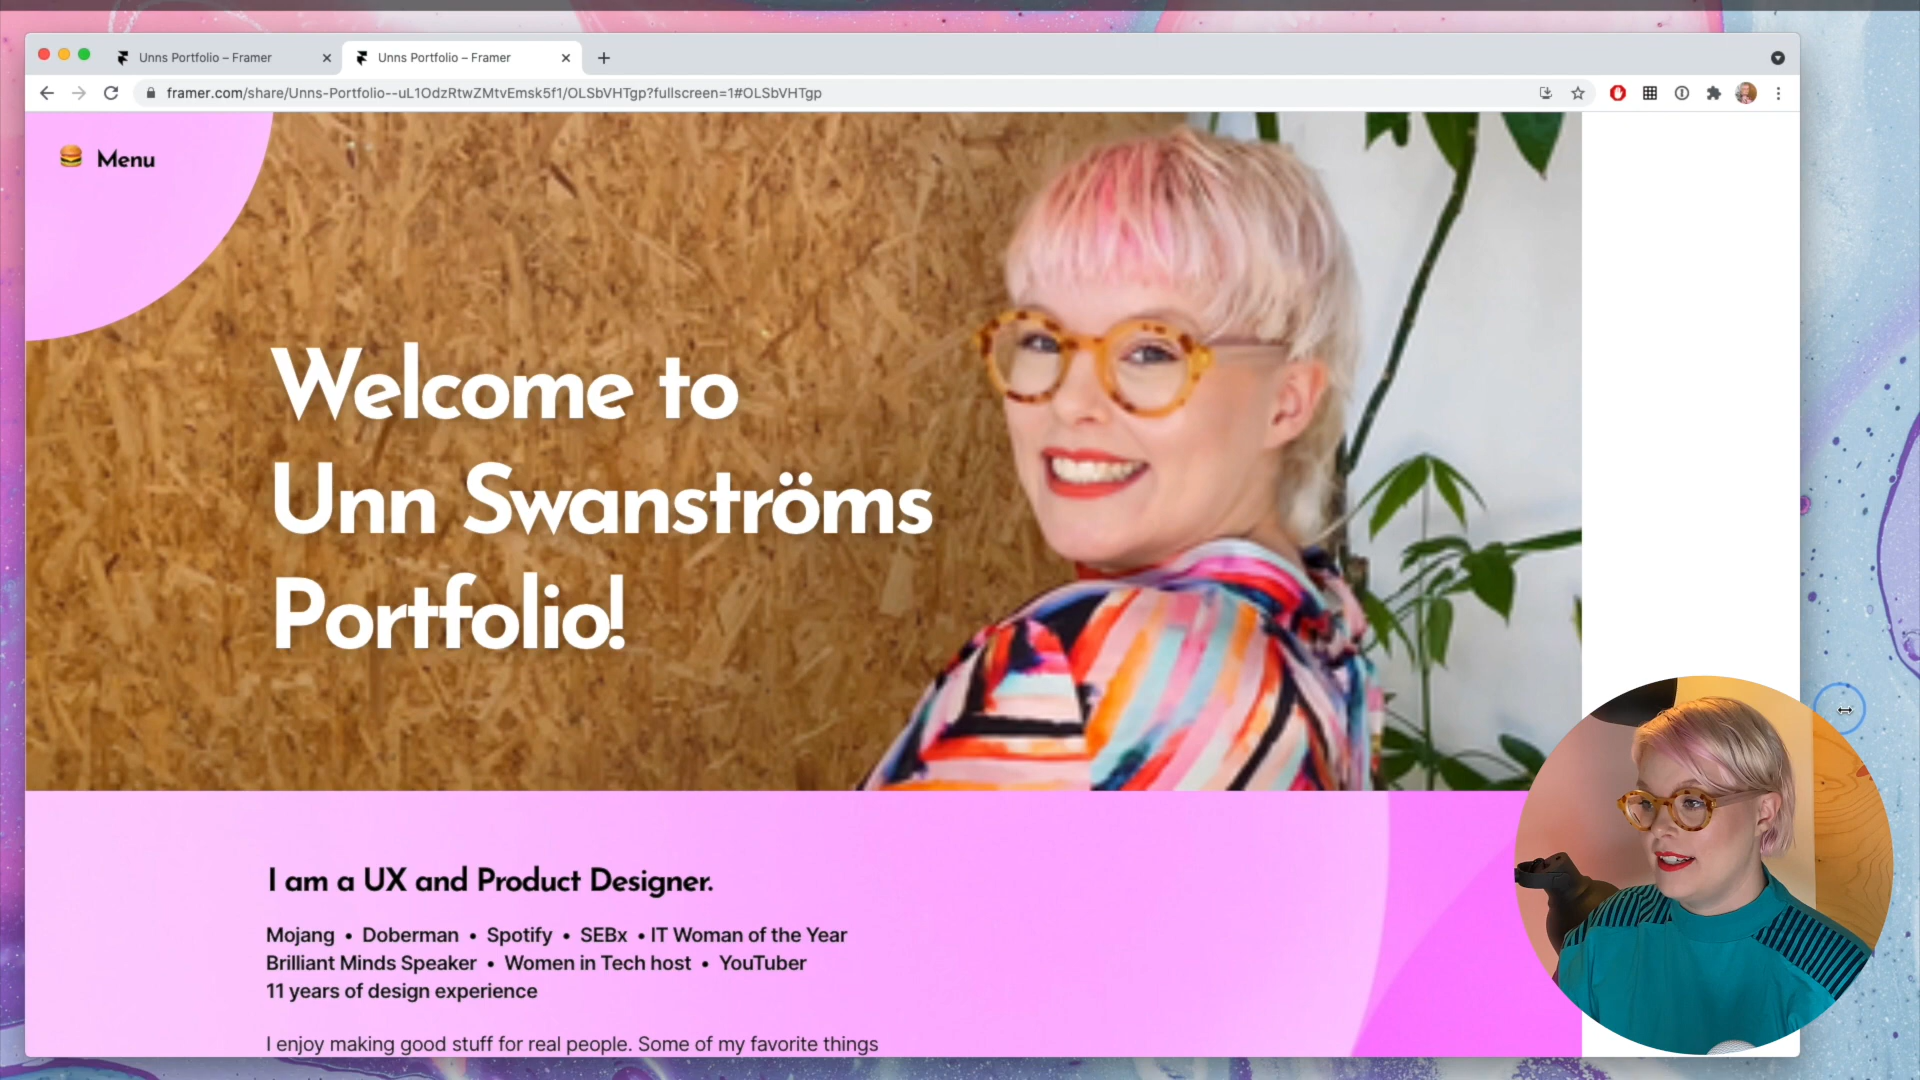 Unns Portfolio – Framer
Unns Portfolio – Framer
framer.com/share/Unns-Portfolio--uL1OdzRtwZMtvEmsk5f1/OLSbVHTgp?fullscreen=1#OLSbVHTgp
Menu
Welcome to
Unn Swanströms
Portfolio!
I am a UX and Product Designer.
Mojang • Doberman • Spotify • SEBx • IT Woman of the Year
Brilliant Minds Speaker • Women in Tech host • YouTuber
11 years of design experience
I enjoy making good stuff for real people. Some of my favorite things